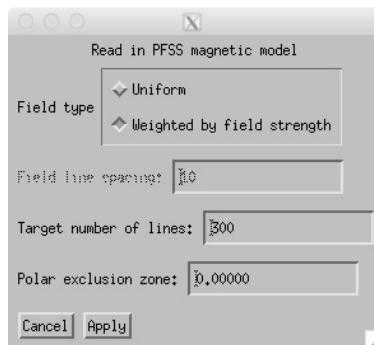 Read in PFSS magnetic model
Field type
Uniform
Weighted by field strength
Field line spacing: 10
Target number of lines: 300
Polar exclusion zone: 0.00000
Cancel Apply